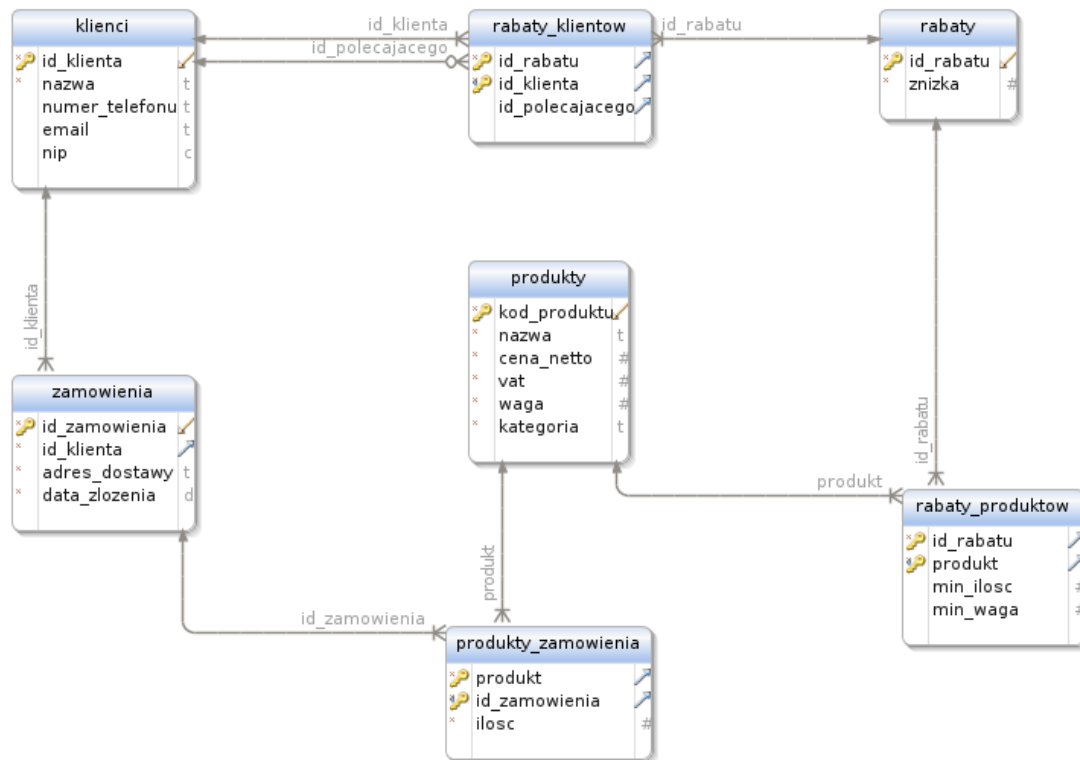 klienci
id_klienta
nazwa
numer_telefonu t
email t
nip c
id_klienta
id_polecajacego
rabaty_klientow
id_rabatu
id_klienta
id_polecajacego
id_rabatu
rabaty
id_rabatu
znizka #
id_klienta
zamowienia
id_zamowienia
id_klienta
adres_dostawy t
data_zlozenia d
produkty
kod_produktu
nazwa t
cena_netto #
vat #
waga #
kategoria t
produkt
id_rabatu
rabaty_produktow
id_rabatu
produkt
min_ilosc #
min_waga #
id_zamowienia
produkt
produkty_zamowienia
produkt
id_zamowienia
ilosc #